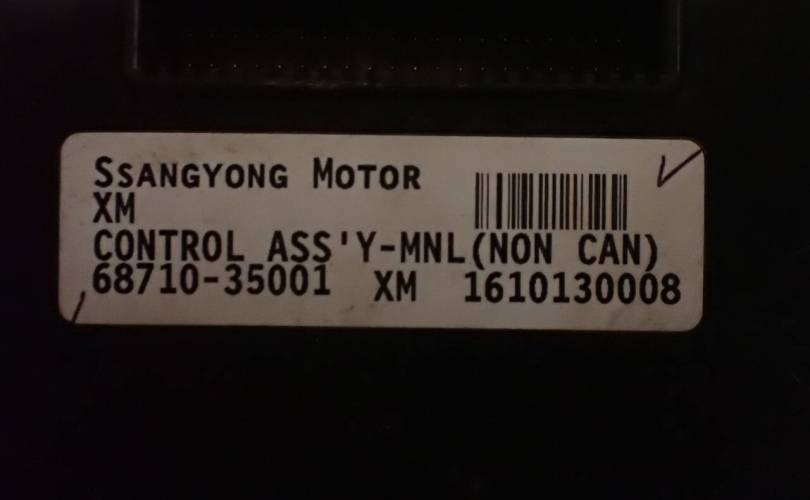 Ssangyong Motor
XM
CONTROL ASS'Y-MNL(NON CAN)
68710-35001 XM 1610130008